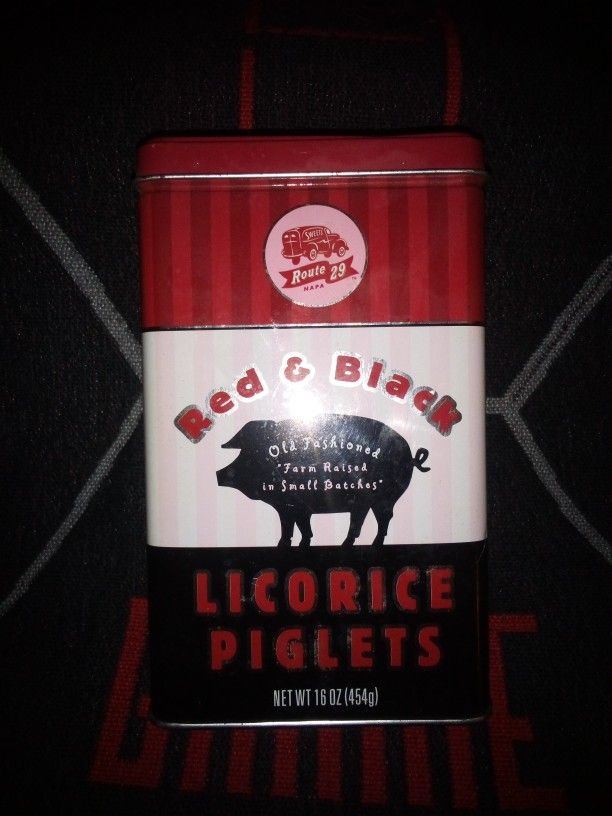 SWEETS
Route 29
NAPA
Red & Black
Old Fashioned
"Farm Raised
in Small Batches"
LICORICE
PIGLETS
NET WT 16 OZ (454g)